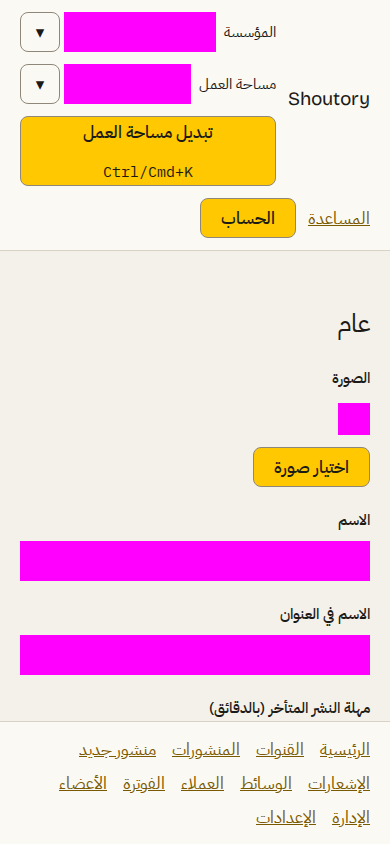 Shoutory
المؤسسة
▼
مساحة العمل
▼
تبديل مساحة العمل
Ctrl/Cmd+K
المساعدة
الحساب
عام
الصورة
اختيار صورة
الاسم
الاسم في العنوان
مهلة النشر المتأخر (بالدقائق)
الرئيسية القنوات المنشورات منشور جديد
الإشعارات الوسائط العملاء الفوترة الأعضاء
الإدارة الإعدادات